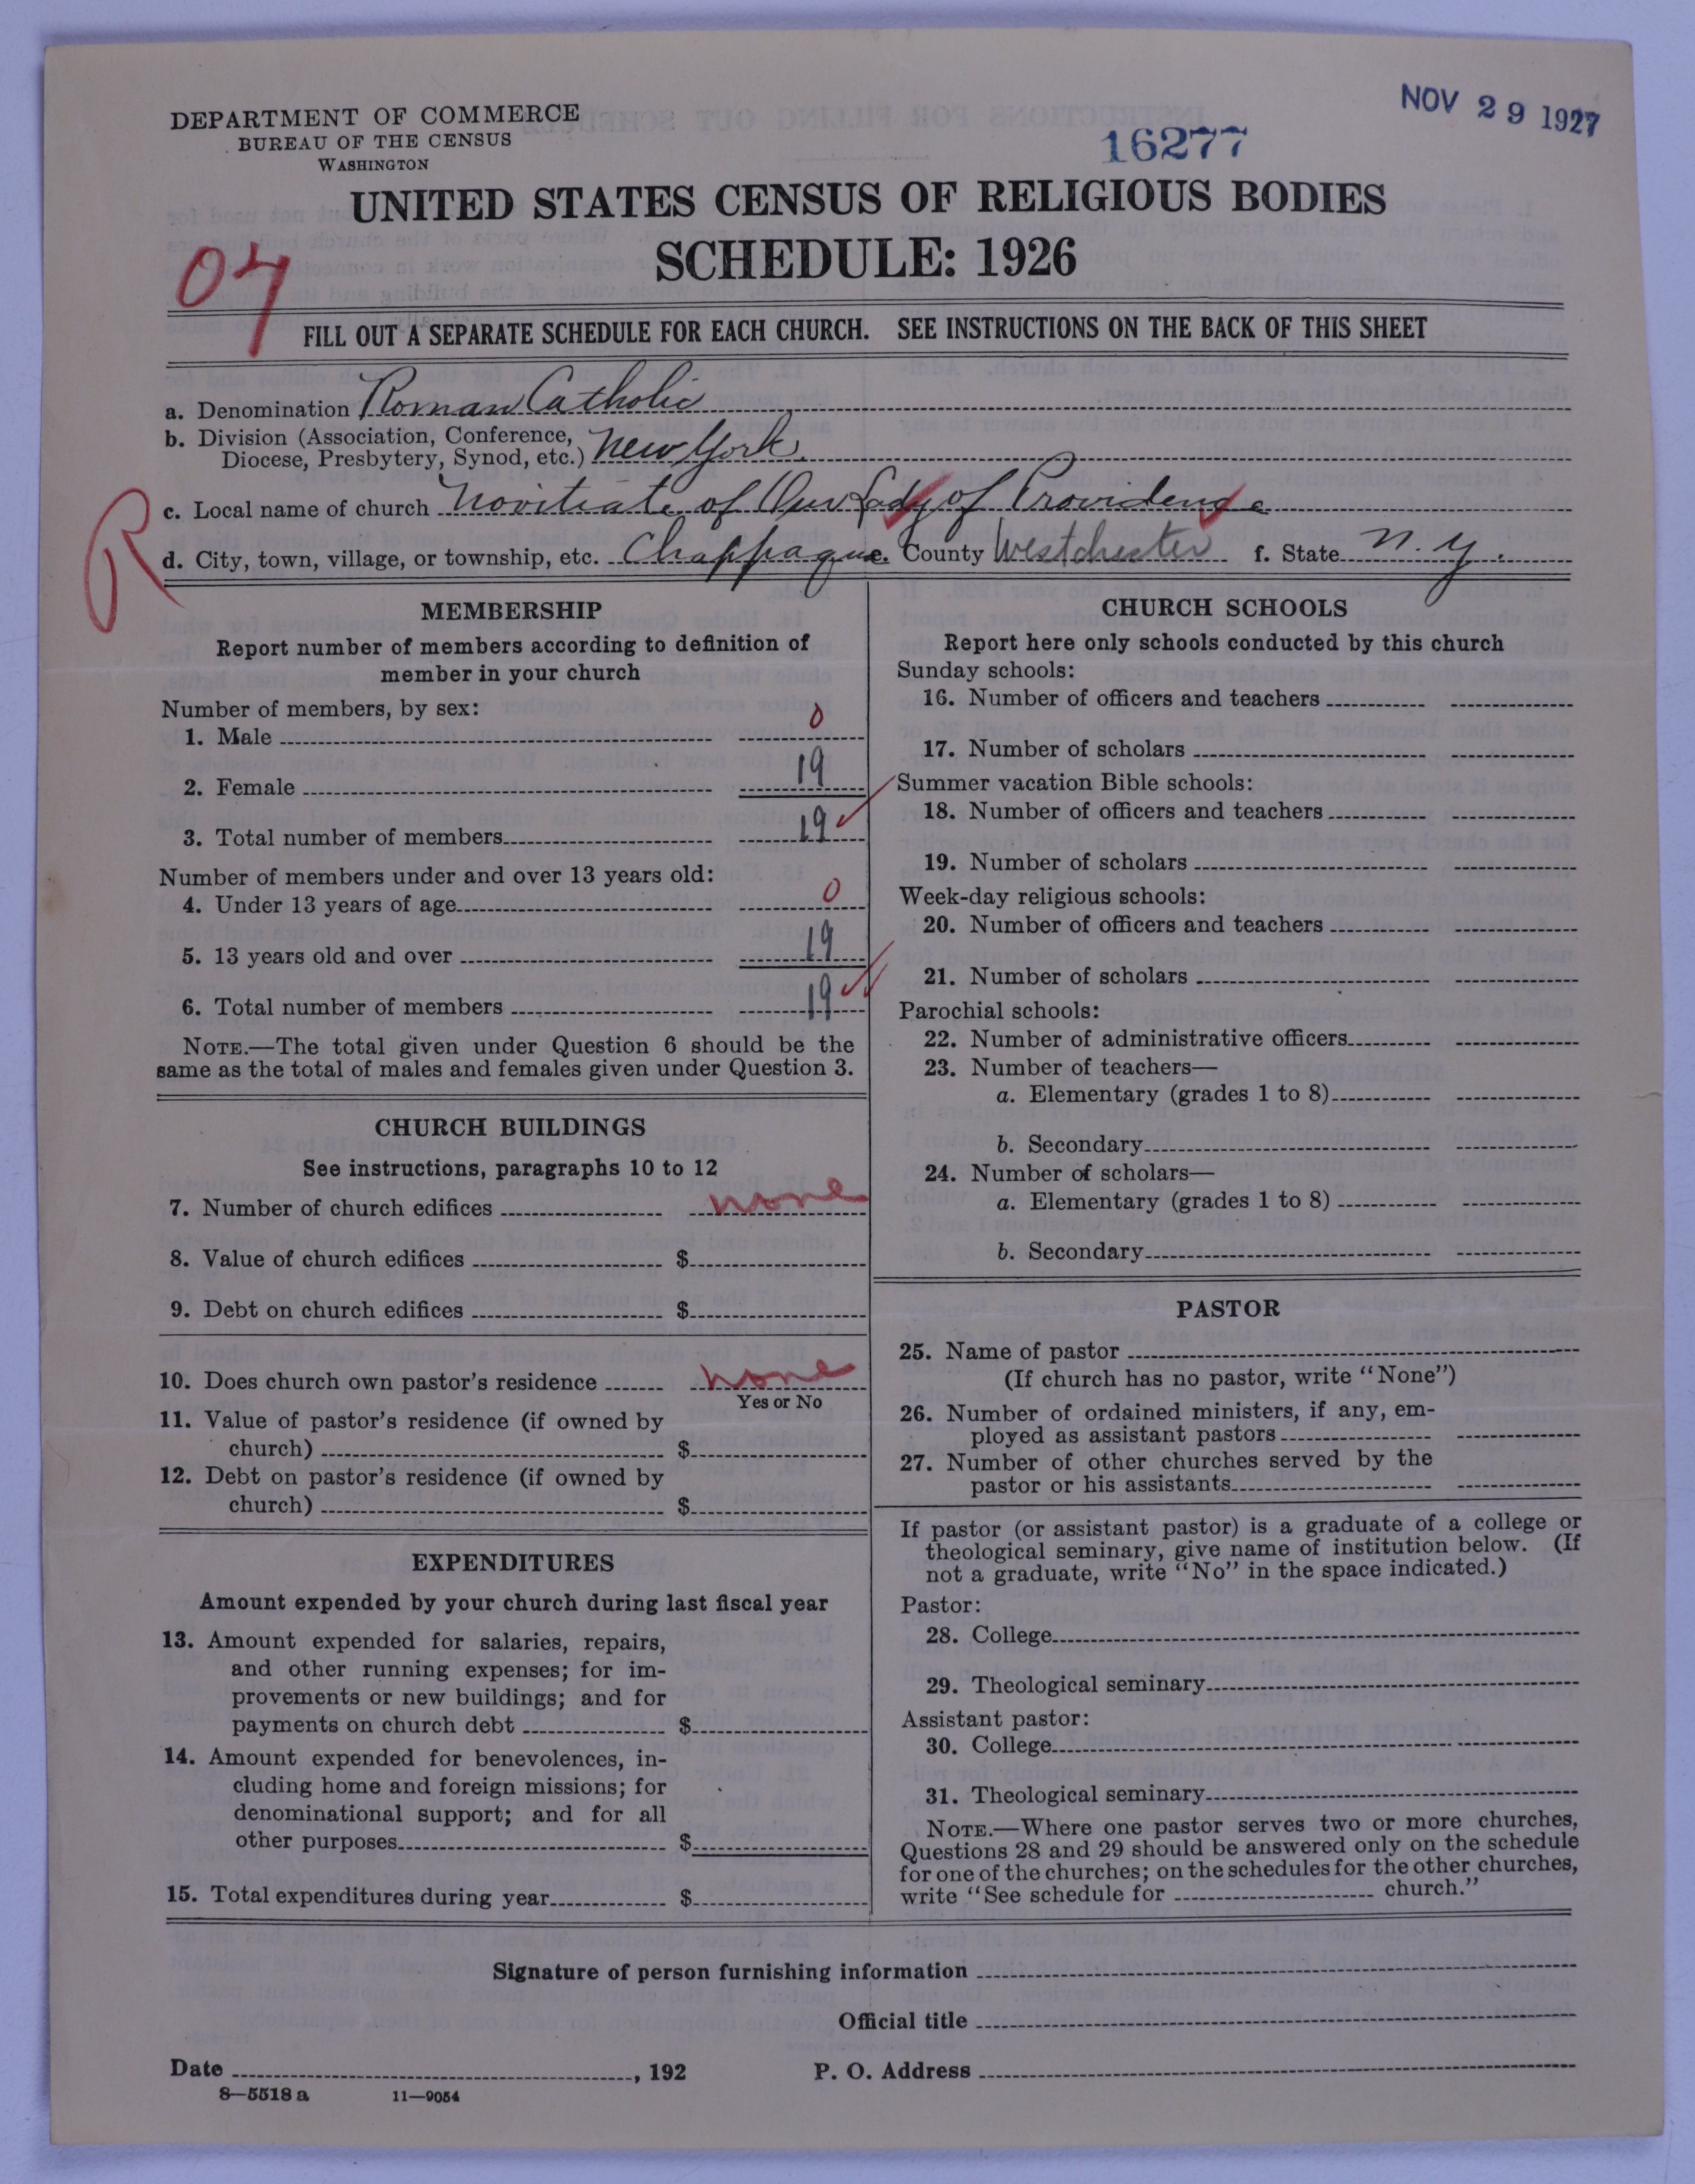 NOV 29 1927
DEPARTMENT OF COMMERCE
BUREAU OF THE CENSUS
WASHINGTON
16277
UNITED STATES CENSUS OF RELIGIOUS BODIES
SCHEDULE: 1926
04
FILL OUT A SEPARATE SCHEDULE FOR EACH CHURCH. SEE INSTRUCTIONS ON THE BACK OF THIS SHEET
a. Denomination Roman Catholic
b. Division (Association, Conference,
Diocese, Presbytery, Synod, etc.) New York.
R
c. Local name of church Novitiate of Our Lady of Providence
d. City, town, village, or township, etc. Chappaqua e. County Westchester f. State N.Y.
MEMBERSHIP
Report number of members according to definition of
member in your church
Number of members, by sex:
1. Male 0
2. Female 19
3. Total number of members 19
Number of members under and over 13 years old:
4. Under 13 years of age 0
5. 13 years old and over 19
6. Total number of members 19
NOTE.—The total given under Question 6 should be the
same as the total of males and females given under Question 3.
CHURCH BUILDINGS
See instructions, paragraphs 10 to 12
7. Number of church edifices none
8. Value of church edifices $
9. Debt on church edifices $
10. Does church own pastor's residence none
Yes or No
11. Value of pastor's residence (if owned by
church) $
12. Debt on pastor's residence (if owned by
church) $
EXPENDITURES
Amount expended by your church during last fiscal year
13. Amount expended for salaries, repairs,
and other running expenses; for im-
provements or new buildings; and for
payments on church debt $
14. Amount expended for benevolences, in-
cluding home and foreign missions; for
denominational support; and for all
other purposes $
15. Total expenditures during year $
CHURCH SCHOOLS
Report here only schools conducted by this church
Sunday schools:
16. Number of officers and teachers
17. Number of scholars
Summer vacation Bible schools:
18. Number of officers and teachers
19. Number of scholars
Week-day religious schools:
20. Number of officers and teachers
21. Number of scholars
Parochial schools:
22. Number of administrative officers
23. Number of teachers—
a. Elementary (grades 1 to 8)
b. Secondary
24. Number of scholars—
a. Elementary (grades 1 to 8)
b. Secondary
PASTOR
25. Name of pastor
(If church has no pastor, write "None")
26. Number of ordained ministers, if any, em-
ployed as assistant pastors
27. Number of other churches served by the
pastor or his assistants
If pastor (or assistant pastor) is a graduate of a college or
theological seminary, give name of institution below. (If
not a graduate, write "No" in the space indicated.)
Pastor:
28. College
29. Theological seminary
Assistant pastor:
30. College
31. Theological seminary
NOTE.—Where one pastor serves two or more churches,
Questions 28 and 29 should be answered only on the schedule
for one of the churches; on the schedules for the other churches,
write "See schedule for church."
Signature of person furnishing information
Official title
Date , 192 P. O. Address
8—5518 a 11—9054